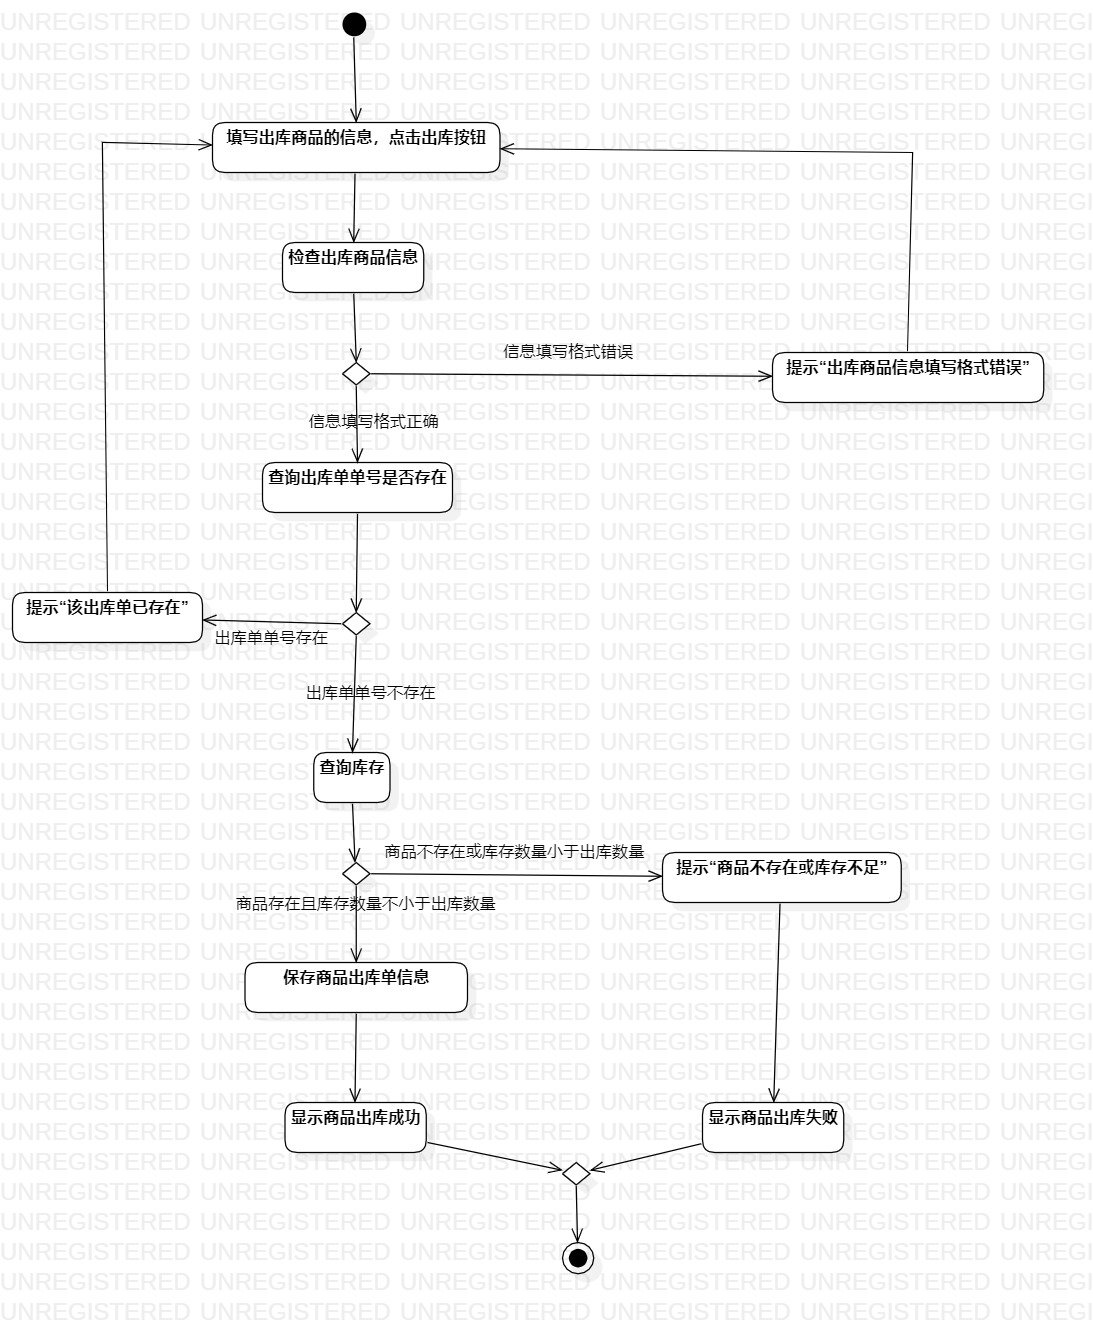 填写出库商品的信息，点击出库按钮
检查出库商品信息
信息填写格式错误
提示“出库商品信息填写格式错误”
信息填写格式正确
查询出库单单号是否存在
提示“该出库单已存在”
出库单单号存在
出库单单号不存在
查询库存
商品不存在或库存数量小于出库数量
提示“商品不存在或库存不足”
商品存在且库存数量不小于出库数量
保存商品出库单信息
显示商品出库成功
显示商品出库失败
UNREGISTERED